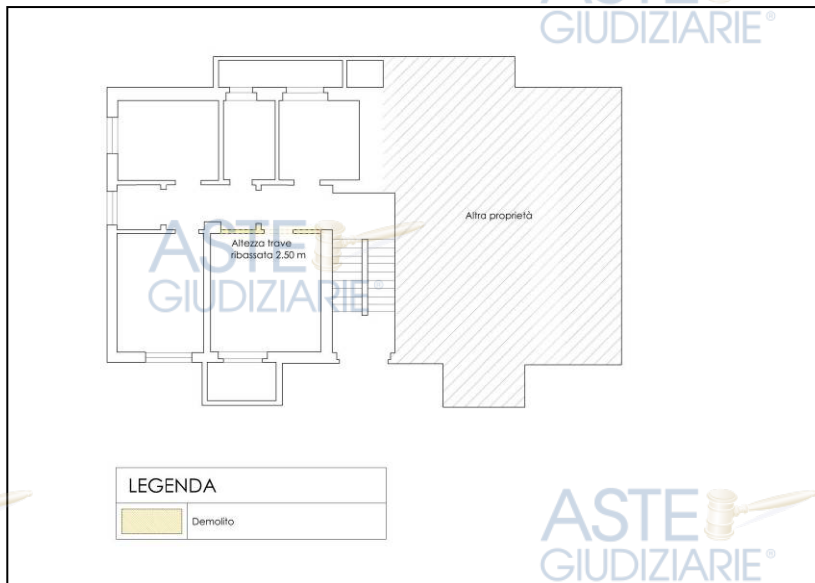 ASTE
GIUDIZIARIE®
Altra proprietà
ASTE
GIUDIZIARIE®
Altezza trave
ribassata 2.50 m
LEGENDA
Demolito
ASTE
GIUDIZIARIE®